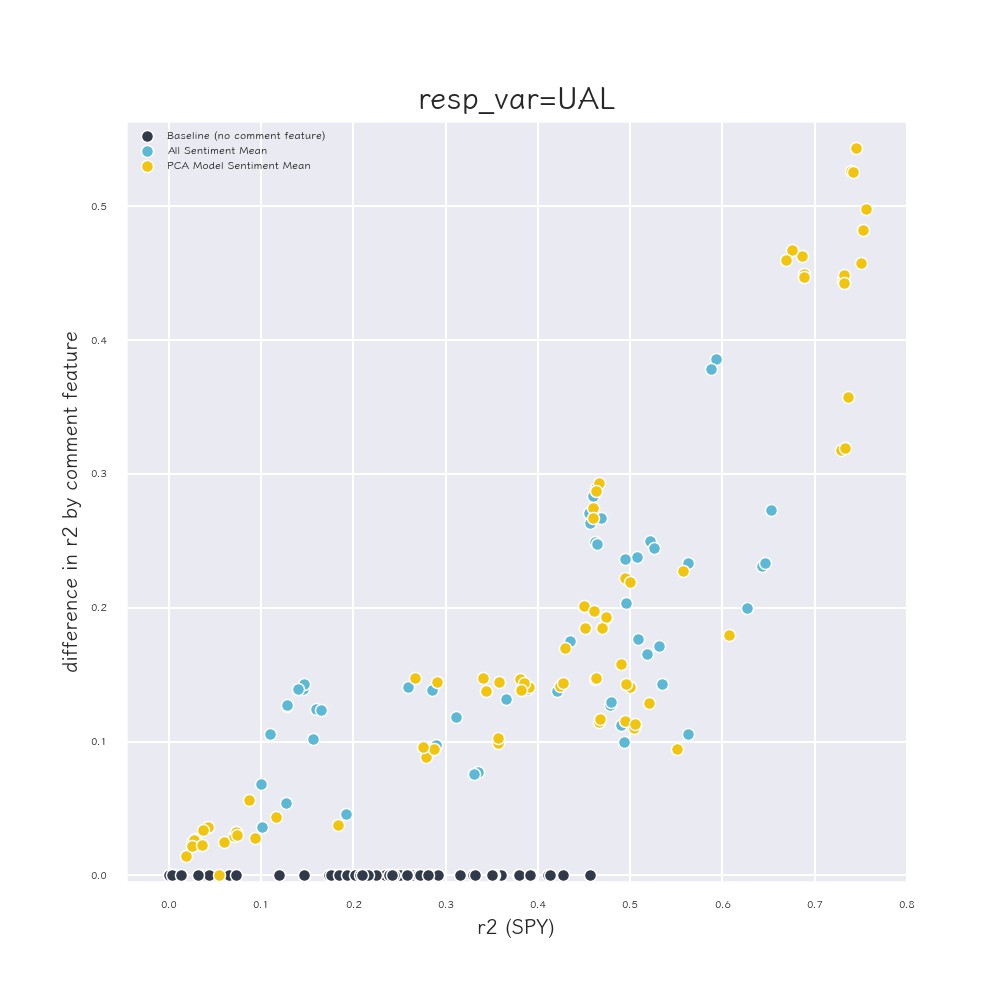 resp_var=UAL
Baseline (no comment feature)
All Sentiment Mean
PCA Model Sentiment Mean
difference in r2 by comment feature
0.5
0.4
0.3
0.2
0.1
0.0
0.0 0.1 0.2 0.3 0.4 0.5 0.6 0.7 0.8
r2 (SPY)